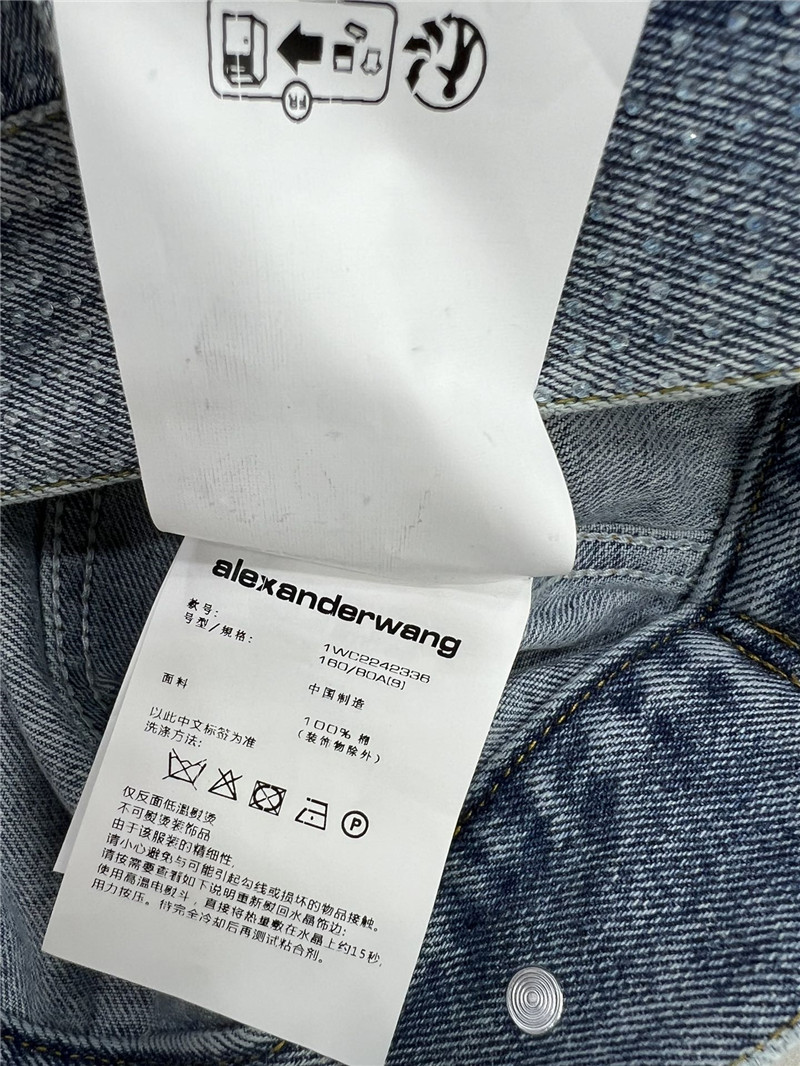 FR
alexanderwang
款号:
号型/规格:
1WC2242336
160/80A(9)
面料
中国制造
100% 棉
(装饰物除外)
以此中文标签为准
洗涤方法:
P
仅反面低温熨烫
不可熨烫装饰品
由于该服装的精细性,
请小心避免与可能引起勾线或损坏的物品接触。
请按需要查看如下说明重新熨回水晶饰边:
使用高温电熨斗，直接将热量敷在水晶上约15秒,
用力按压。待完全冷却后再测试粘合剂。